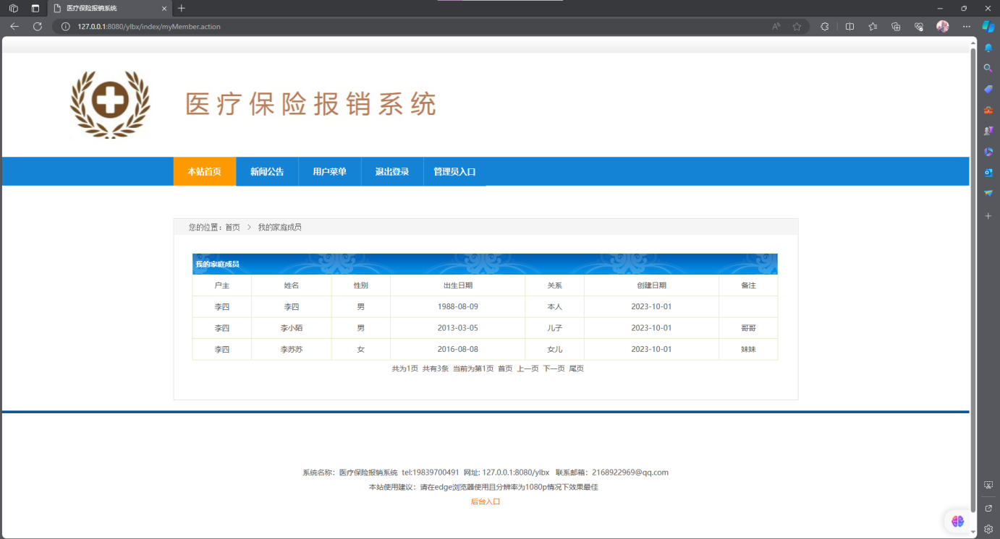 医疗保险报销系统
127.0.0.1:8080/ylbx/index/myMember.action
医疗保险报销系统
本站首页 新闻公告 用户菜单 退出登录 管理员入口
您的位置：首页 > 我的家庭成员
我的家庭成员
户主 姓名 性别 出生日期 关系 创建日期 备注
李四 李四 男 1988-08-09 本人 2023-10-01
李四 李小陌 男 2013-03-05 儿子 2023-10-01 哥哥
李四 李苏苏 女 2016-08-08 女儿 2023-10-01 妹妹
共为1页 共有3条 当前为第1页 首页 上一页 下一页 尾页
系统名称：医疗保险报销系统 tel:19839700491 网址: 127.0.0.1:8080/ylbx 联系邮箱：2168922969@qq.com
本站使用建议：请在edge浏览器使用且分辨率为1080p情况下效果最佳
后台入口